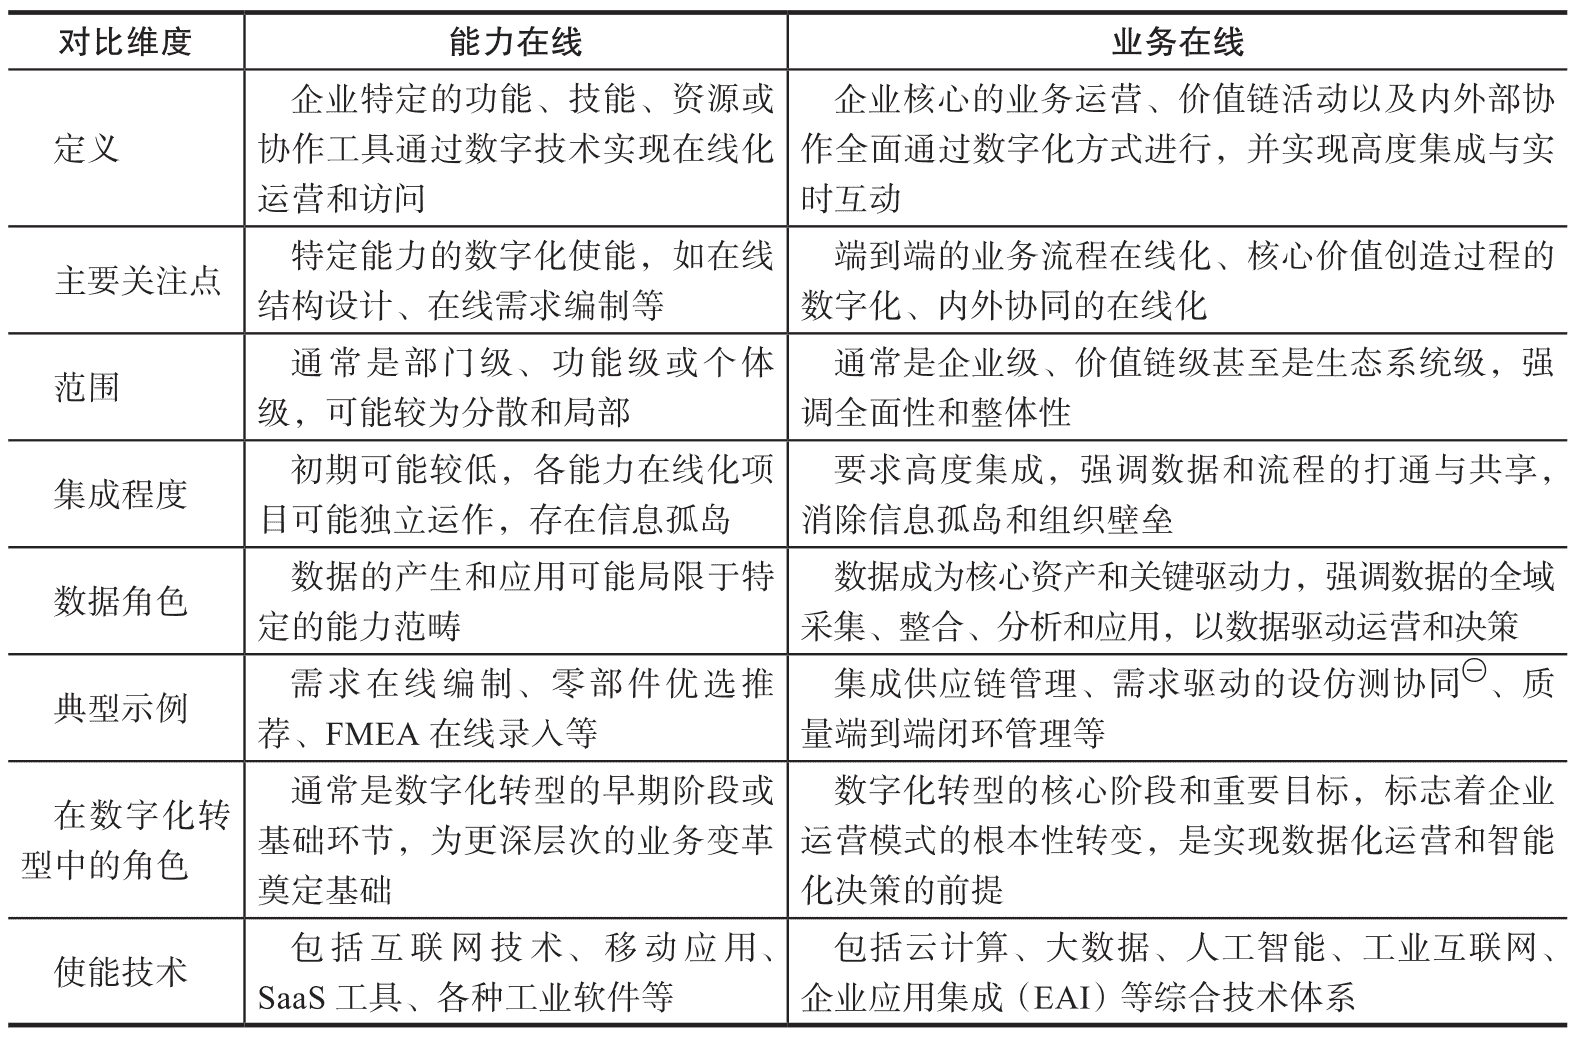 对比维度 能力在线 业务在线
定义
企业特定的功能、技能、资源或
协作工具通过数字技术实现在线化
运营和访问
企业核心的业务运营、价值链活动以及内外部协
作全面通过数字化方式进行，并实现高度集成与实
时互动
主要关注点
特定能力的数字化使能，如在线
结构设计、在线需求编制等
端到端的业务流程在线化、核心价值创造过程的
数字化、内外协同的在线化
范围
通常是部门级、功能级或个体
级，可能较为分散和局部
通常是企业级、价值链级甚至是生态系统级，强
调全面性和整体性
集成程度
初期可能较低，各能力在线化项
目可能独立运作，存在信息孤岛
要求高度集成，强调数据和流程的打通与共享，
消除信息孤岛和组织壁垒
数据角色
数据的产生和应用可能局限于特
定的能力范畴
数据成为核心资产和关键驱动力，强调数据的全域
采集、整合、分析和应用，以数据驱动运营和决策
典型示例
需求在线编制、零部件优选推
荐、FMEA 在线录入等
集成供应链管理、需求驱动的设仿测协同㊀、质
量端到端闭环管理等
在数字化转
型中的角色
通常是数字化转型的早期阶段或
基础环节，为更深层次的业务变革
奠定基础
数字化转型的核心阶段和重要目标，标志着企业
运营模式的根本性转变，是实现数据化运营和智能
化决策的前提
使能技术
包括互联网技术、移动应用、
SaaS 工具、各种工业软件等
包括云计算、大数据、人工智能、工业互联网、
企业应用集成（EAI）等综合技术体系